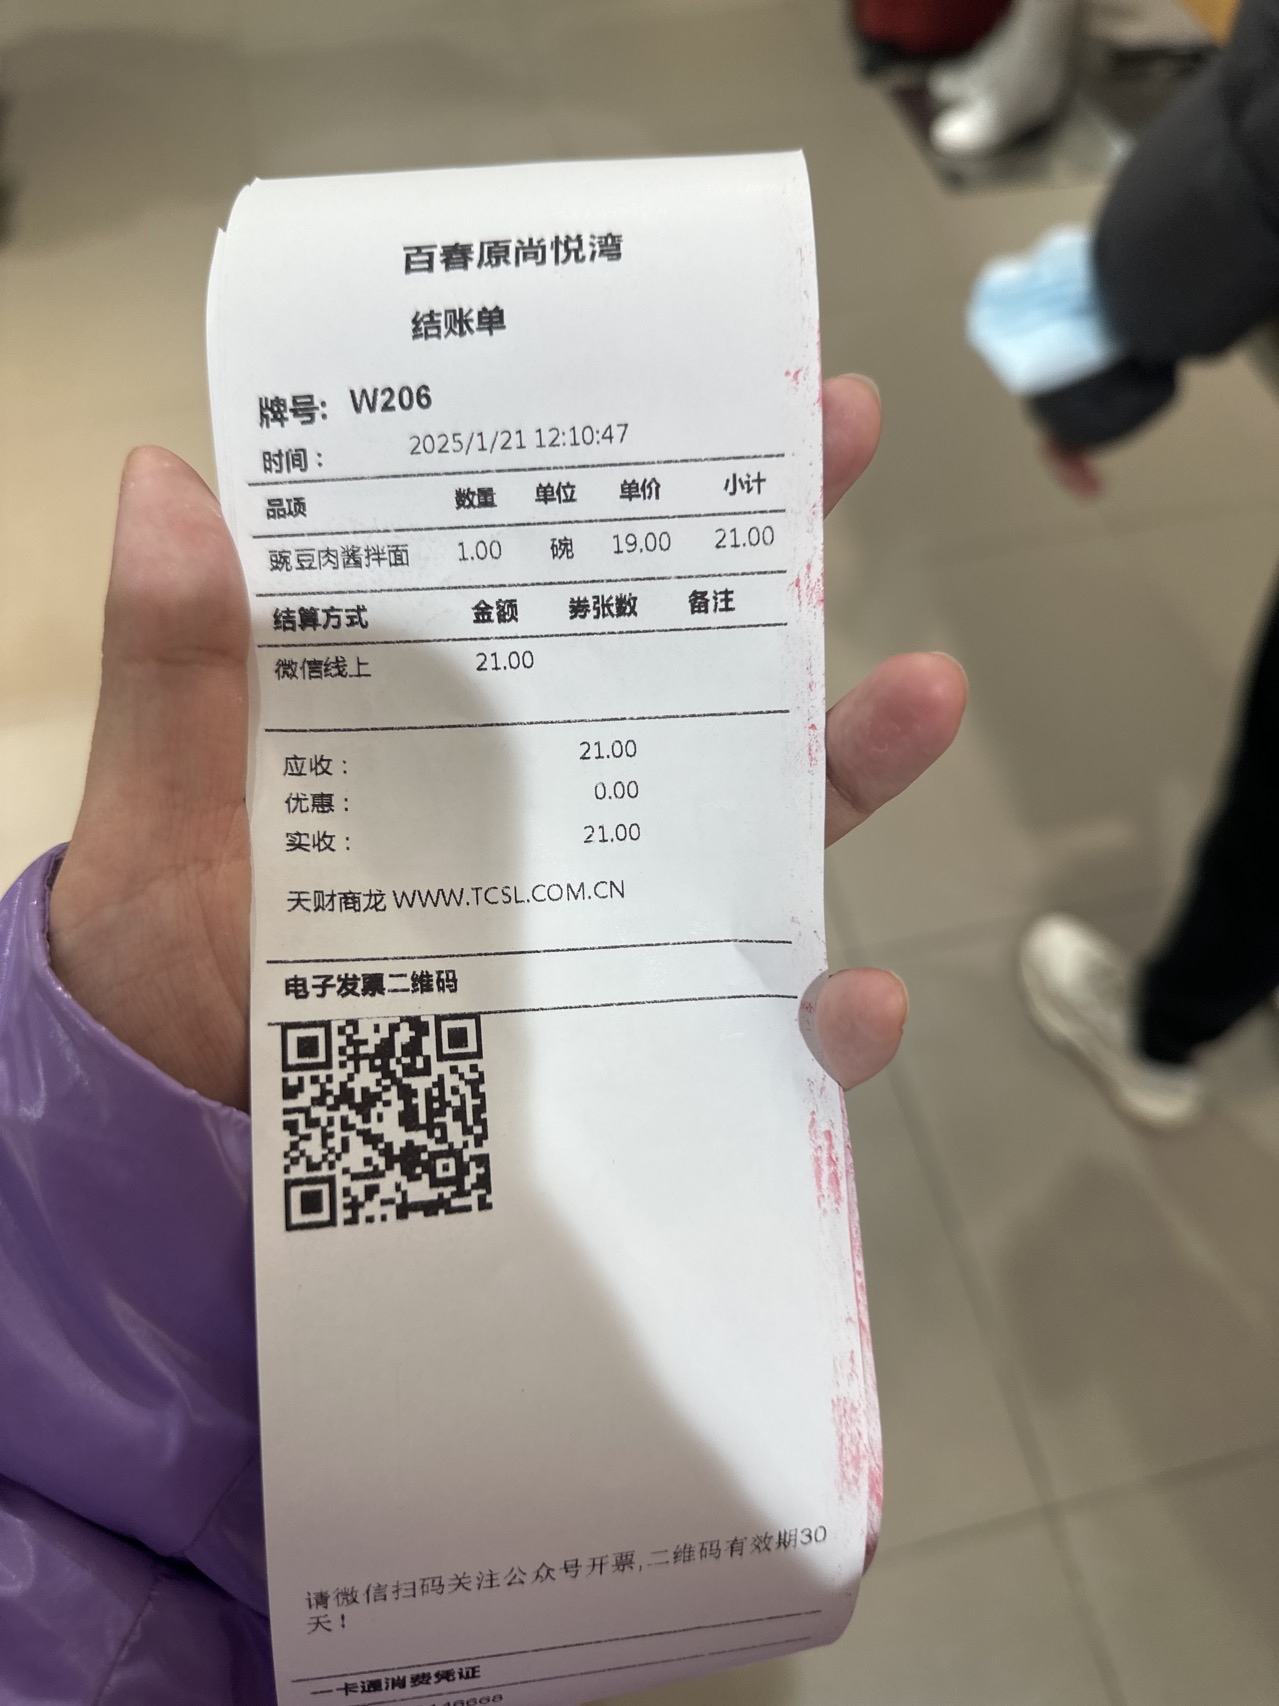 百春原尚悦湾
结账单
牌号: W206
时间： 2025/1/21 12:10:47
品项 数量 单位 单价 小计
豌豆肉酱拌面 1.00 碗 19.00 21.00
结算方式 金额 券张数 备注
微信线上 21.00
应收： 21.00
优惠： 0.00
实收： 21.00
天财商龙 WWW.TCSL.COM.CN
电子发票二维码
请微信扫码关注公众号开票,二维码有效期30
天！
一卡通消费凭证